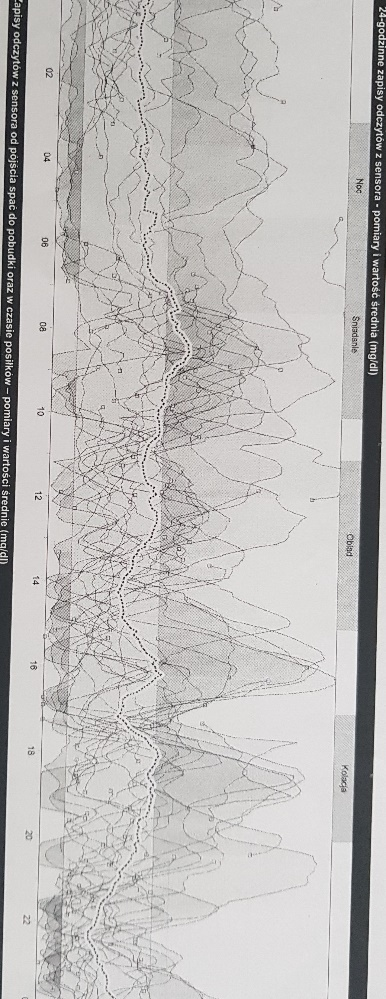 24-godzinne zapisy odczytów z sensora - pomiary i wartość średnia (mg/dl)
Noc
Śniadanie
Obiad
Kolacja
02
04
06
08
10
12
14
16
18
20
22
Zapisy odczytów z sensora od pójścia spać do pobudki oraz w czasie posiłków – pomiary i wartości średnie (mg/dl)